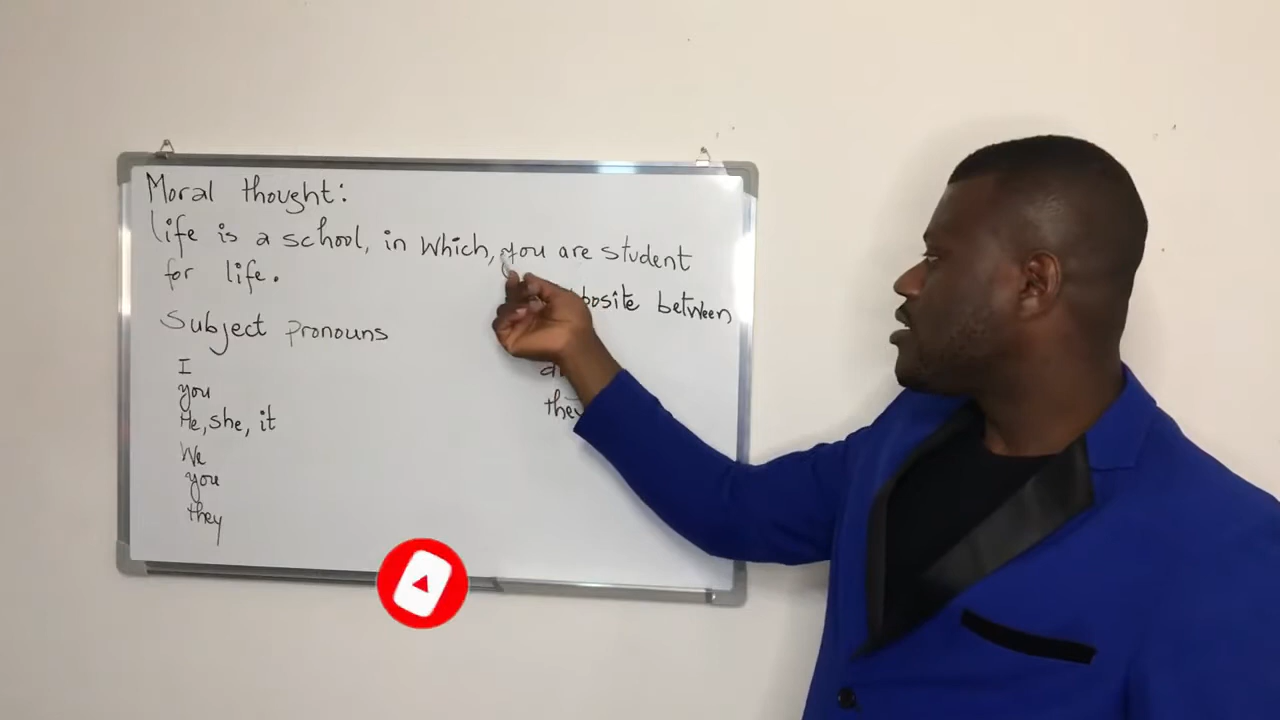 Moral thought:
life is a school, in which, you are student
for life.
between
Subject pronouns
I
you
He, she, it
We
you
they